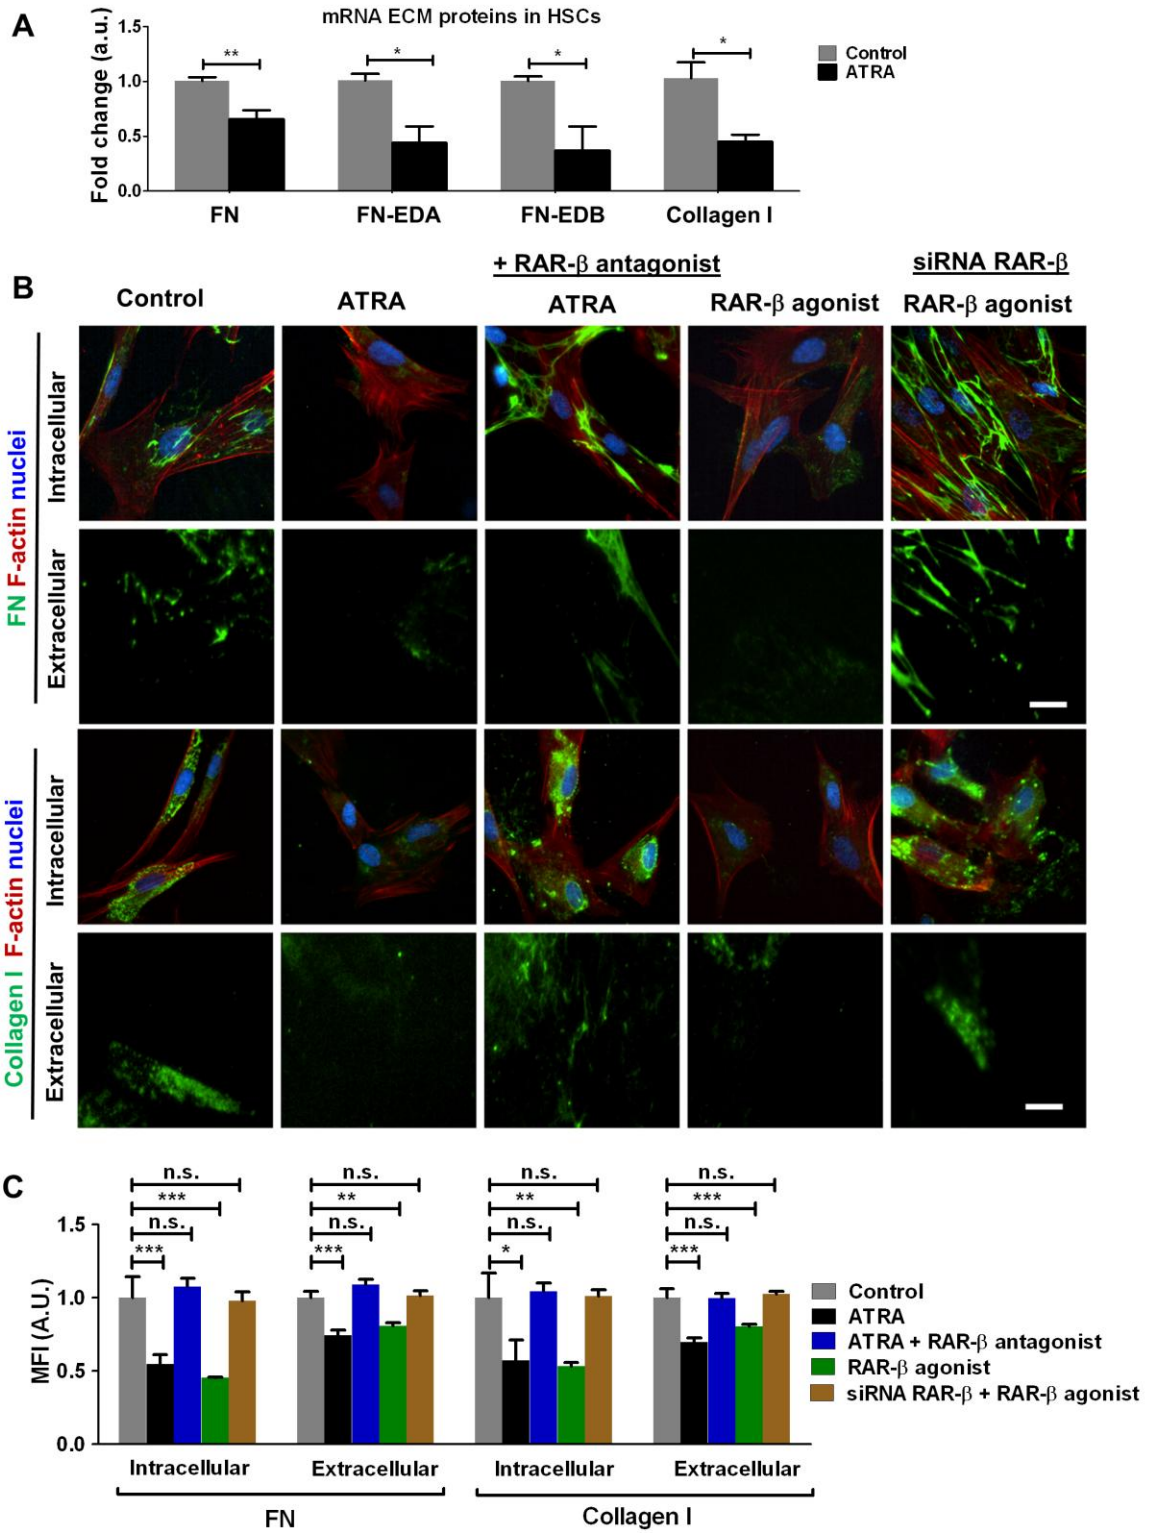 A
mRNA ECM proteins in HSCs
Fold change (a.u.)
1.5
1.0
0.5
0.0
**
*
*
*
Control
ATRA
FN
FN-EDA
FN-EDB
Collagen I
B
+ RAR-β antagonist
siRNA RAR-β
Control
ATRA
ATRA
RAR-β agonist
RAR-β agonist
FN F-actin nuclei
Intracellular
Extracellular
Collagen I F-actin nuclei
Intracellular
Extracellular
C
n.s.
***
n.s.
***
n.s.
**
n.s.
***
n.s.
**
n.s.
*
n.s.
***
n.s.
***
MFI (A.U.)
1.5
1.0
0.5
0.0
Control
ATRA
ATRA + RAR-β antagonist
RAR-β agonist
siRNA RAR-β + RAR-β agonist
Intracellular
Extracellular
Intracellular
Extracellular
FN
Collagen I